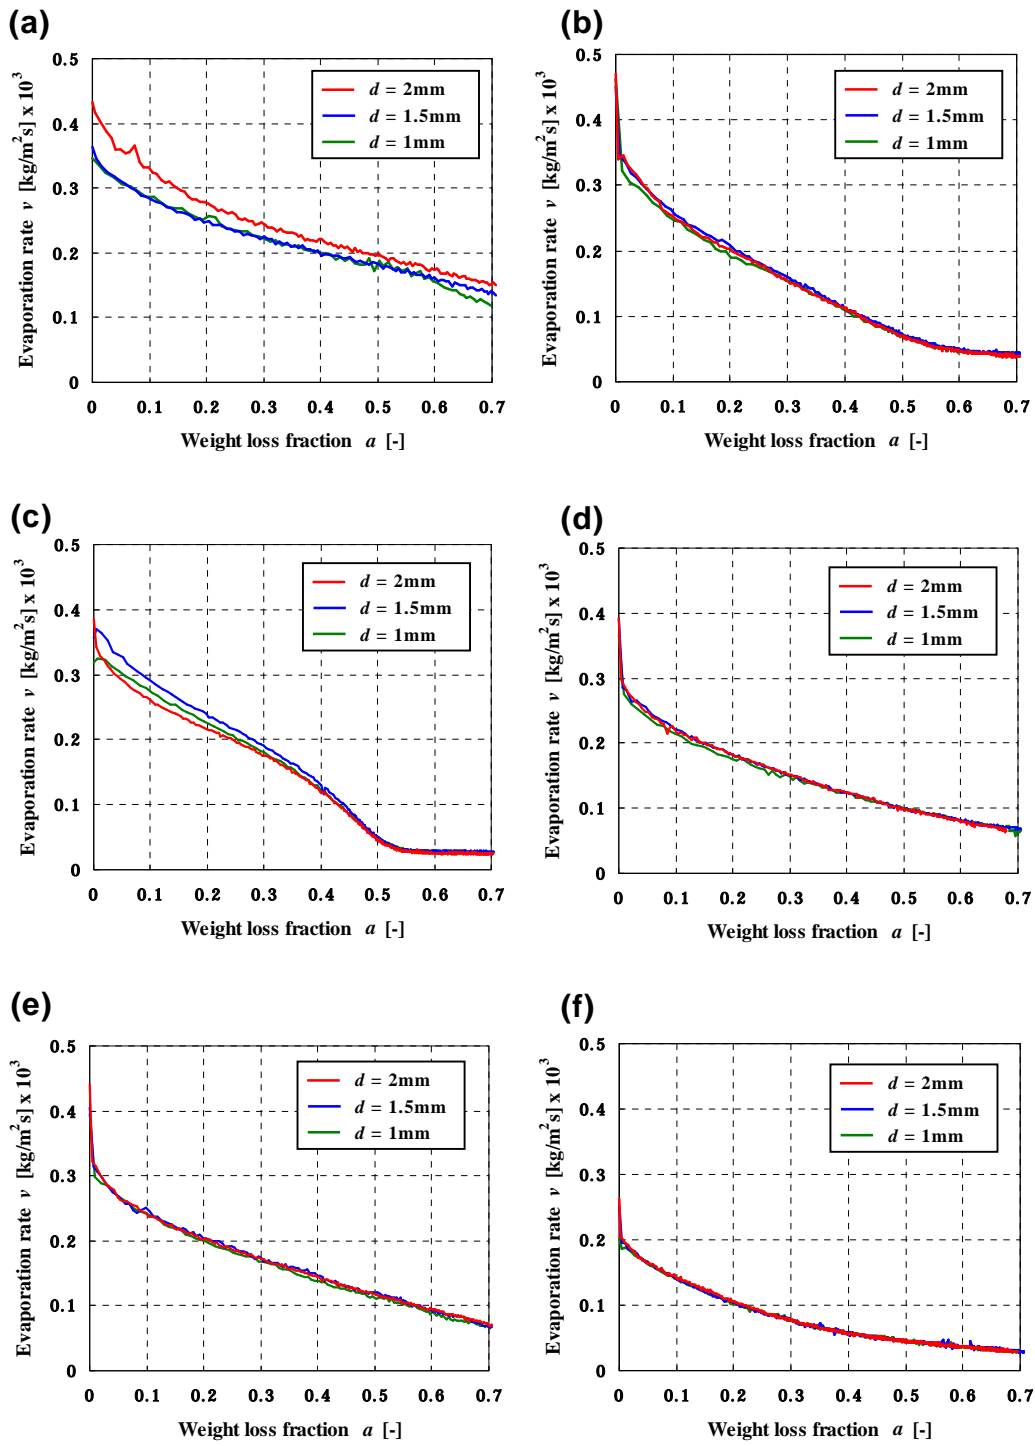 (a)
Evaporation rate v [kg/m²s] x 10³
0.5
0.4
0.3
0.2
0.1
0
d = 2mm
d = 1.5mm
d = 1mm
0 0.1 0.2 0.3 0.4 0.5 0.6 0.7
Weight loss fraction a [-]
(b)
Evaporation rate v [kg/m²s] x 10³
0.5
0.4
0.3
0.2
0.1
0
d = 2mm
d = 1.5mm
d = 1mm
0 0.1 0.2 0.3 0.4 0.5 0.6 0.7
Weight loss fraction a [-]
(c)
Evaporation rate v [kg/m²s] x 10³
0.5
0.4
0.3
0.2
0.1
0
d = 2mm
d = 1.5mm
d = 1mm
0 0.1 0.2 0.3 0.4 0.5 0.6 0.7
Weight loss fraction a [-]
(d)
Evaporation rate v [kg/m²s] x 10³
0.5
0.4
0.3
0.2
0.1
0
d = 2mm
d = 1.5mm
d = 1mm
0 0.1 0.2 0.3 0.4 0.5 0.6 0.7
Weight loss fraction a [-]
(e)
Evaporation rate v [kg/m²s] x 10³
0.5
0.4
0.3
0.2
0.1
0
d = 2mm
d = 1.5mm
d = 1mm
0 0.1 0.2 0.3 0.4 0.5 0.6 0.7
Weight loss fraction a [-]
(f)
Evaporation rate v [kg/m²s] x 10³
0.5
0.4
0.3
0.2
0.1
0
d = 2mm
d = 1.5mm
d = 1mm
0 0.1 0.2 0.3 0.4 0.5 0.6 0.7
Weight loss fraction a [-]